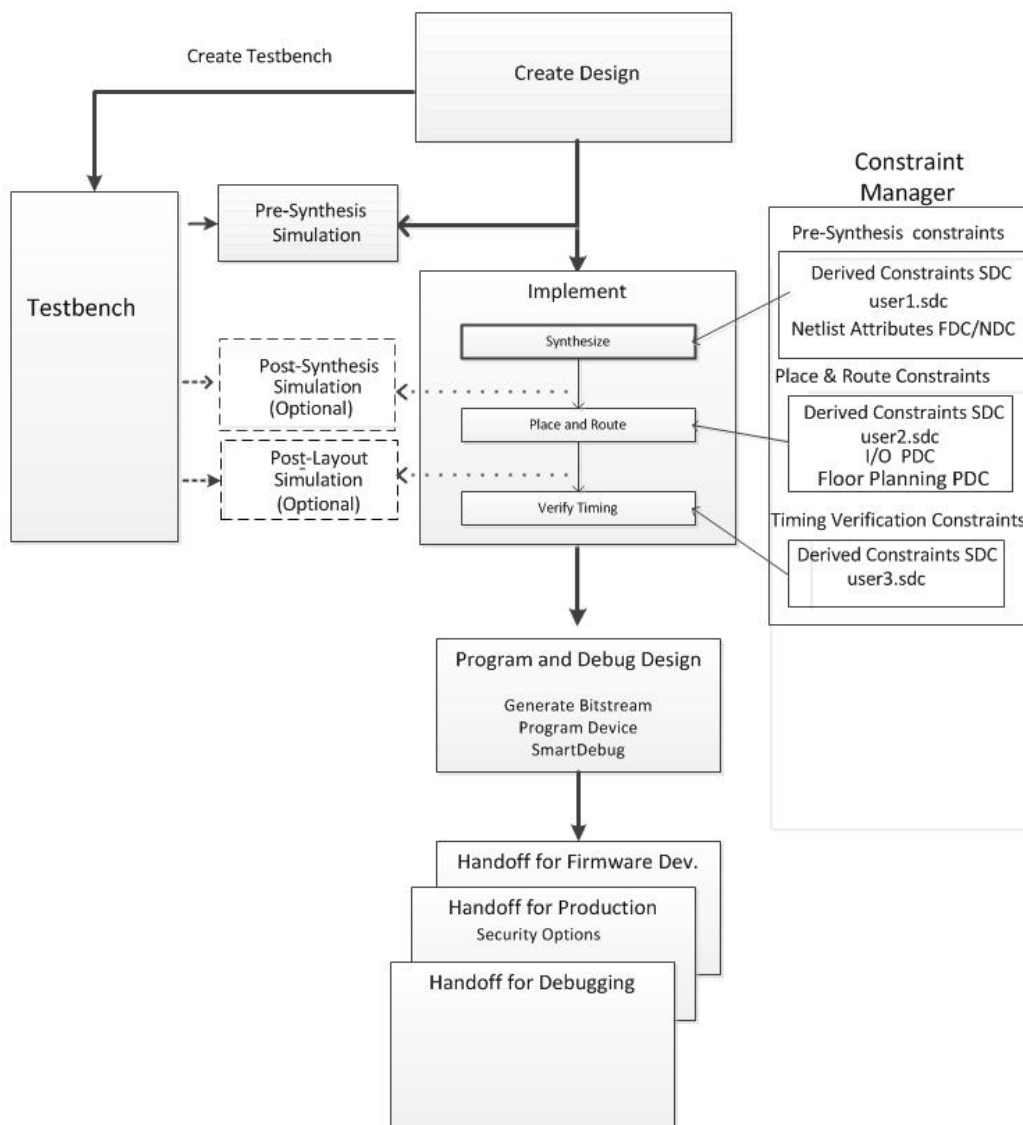 Create Testbench
Create Design
Pre-Synthesis
Simulation
Testbench
Post-Synthesis
Simulation
(Optional)
Post-Layout
Simulation
(Optional)
Implement
Synthesize
Place and Route
Verify Timing
Constraint
Manager
Pre-Synthesis constraints
Derived Constraints SDC
user1.sdc
Netlist Attributes FDC/NDC
Place & Route Constraints
Derived Constraints SDC
user2.sdc
I/O PDC
Floor Planning PDC
Timing Verification Constraints
Derived Constraints SDC
user3.sdc
Program and Debug Design
Generate Bitstream
Program Device
SmartDebug
Handoff for Firmware Dev.
Handoff for Production
Security Options
Handoff for Debugging